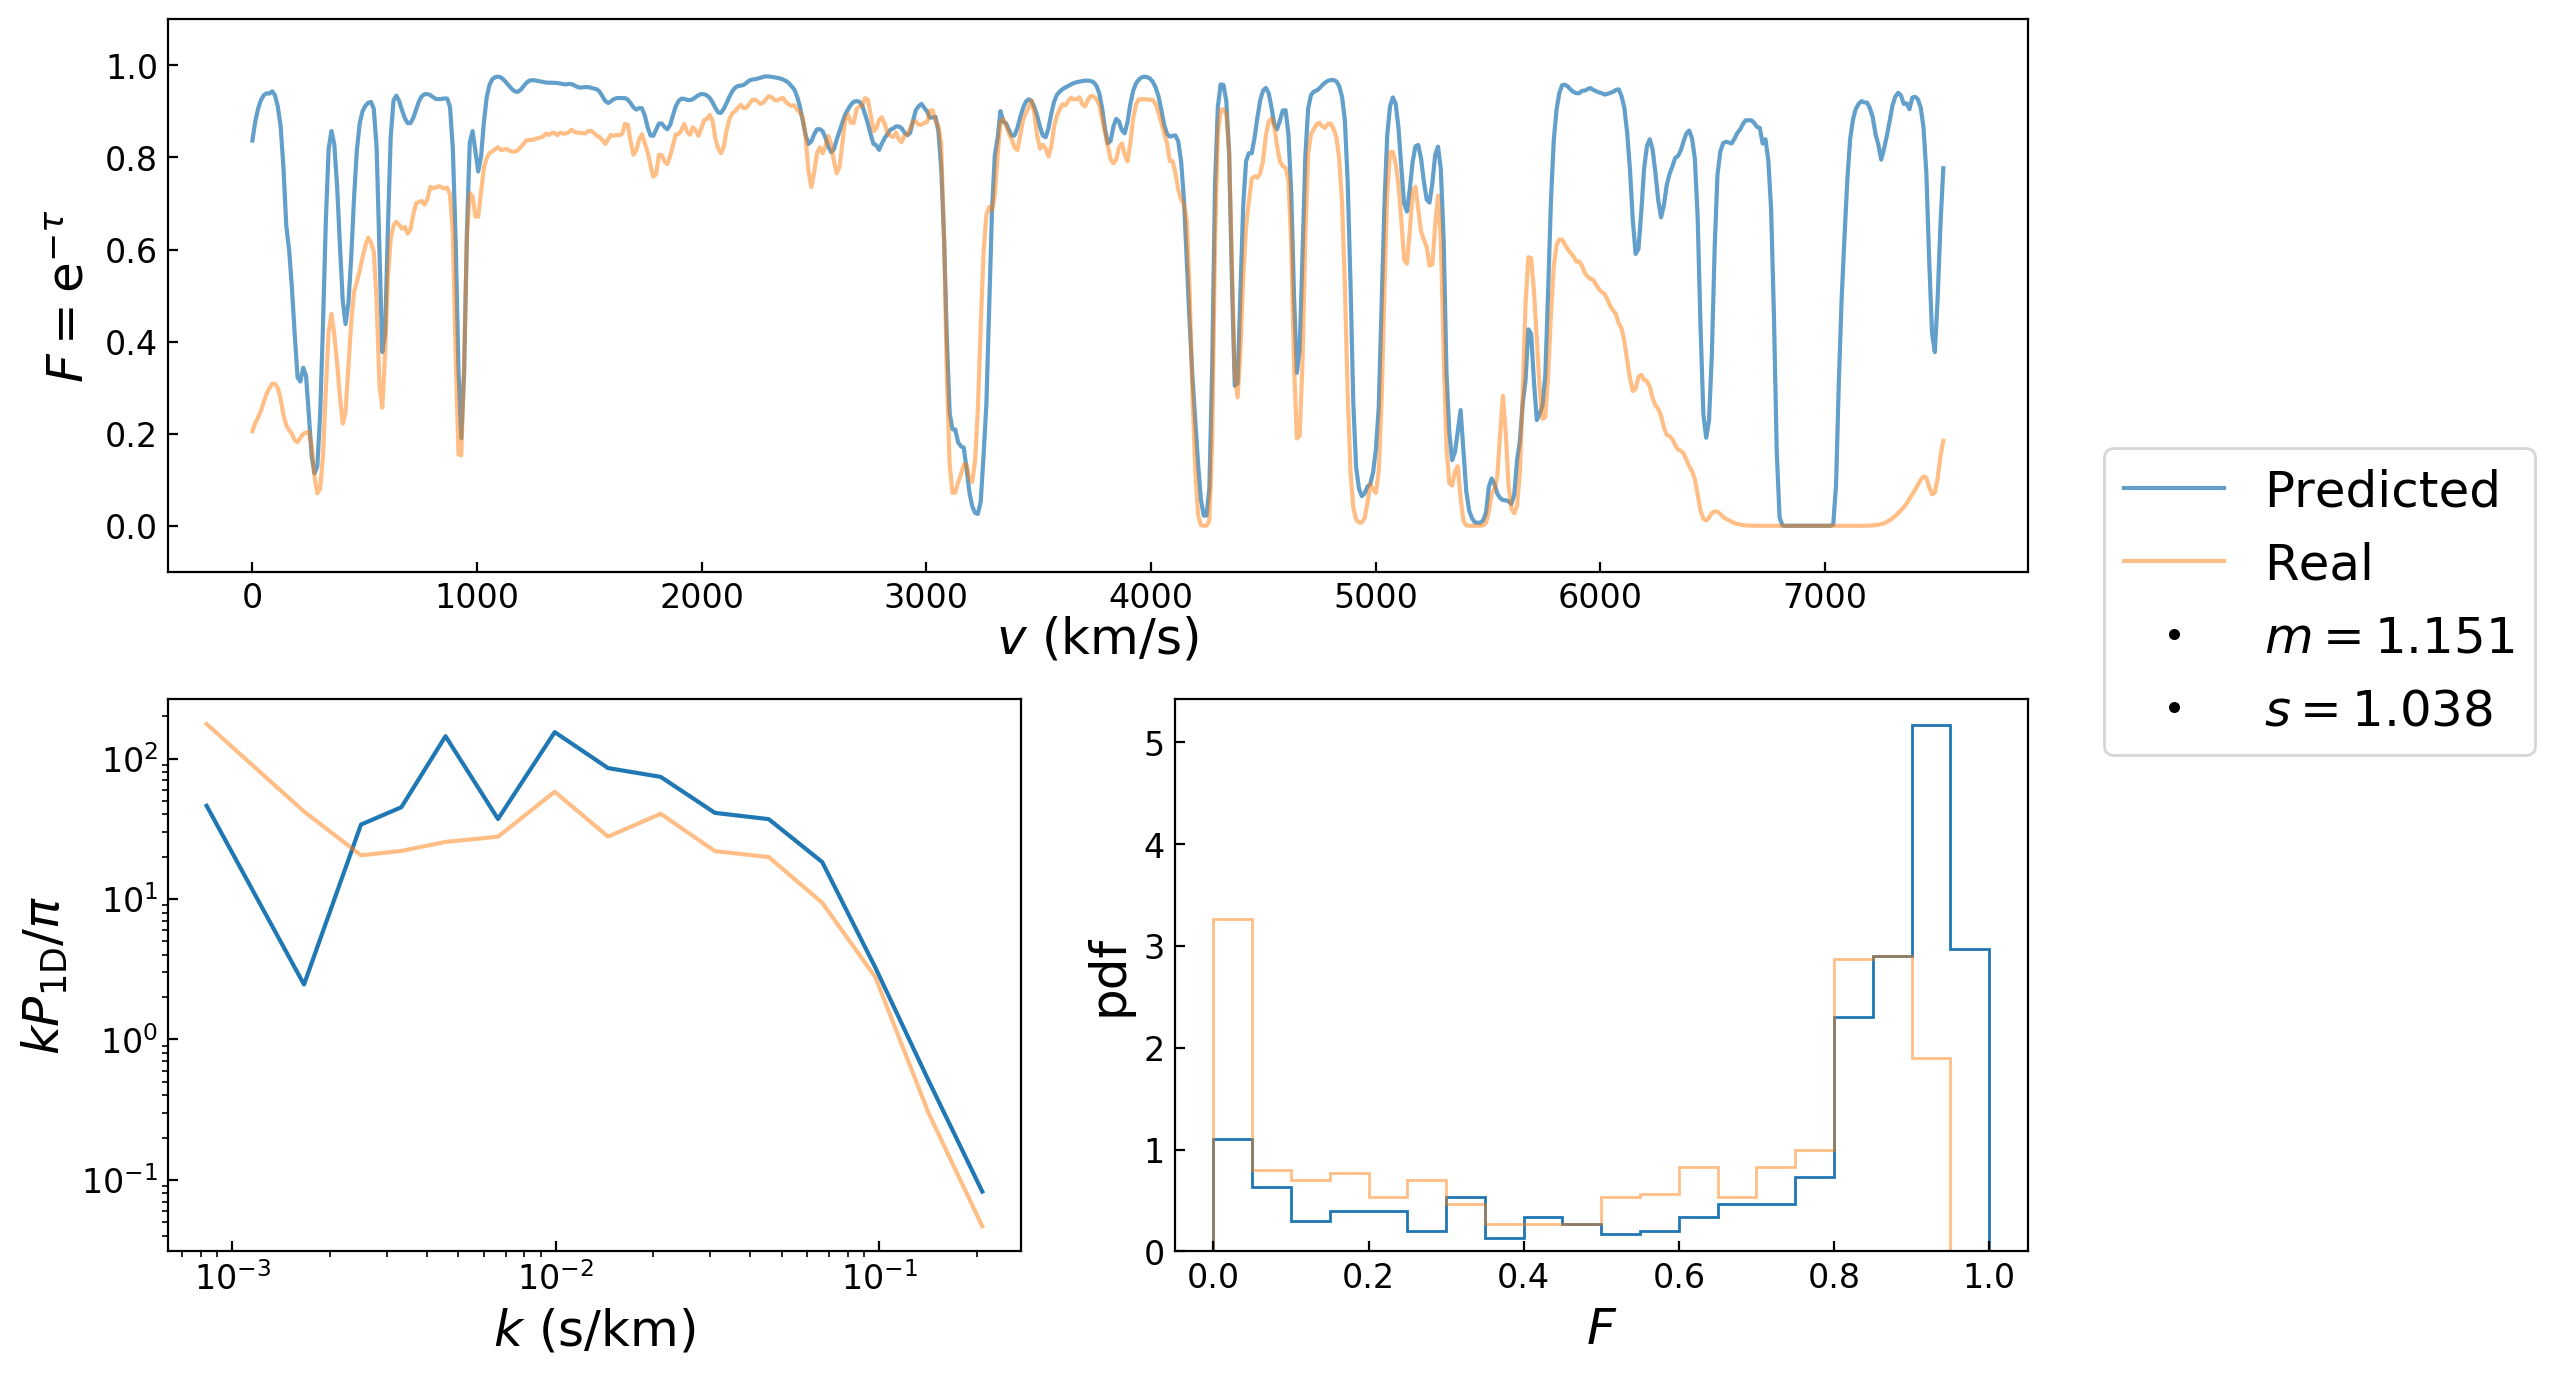 1.0
0.8
0.6
0.4
0.2
0.0
F = e^{−τ}
0 1000 2000 3000 4000 5000 6000 7000
v (km/s)
Predicted
Real
m = 1.151
s = 1.038
10^2
10^1
10^0
10^{−1}
kP_{1D}/π
10^{−3} 10^{−2} 10^{−1}
k (s/km)
5
4
3
2
1
0
pdf
0.0 0.2 0.4 0.6 0.8 1.0
F